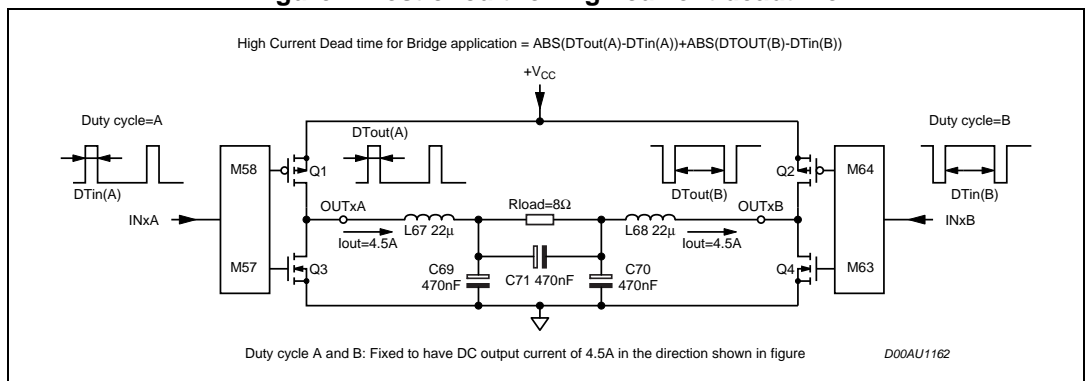 High Current Dead time for Bridge application = ABS(DTout(A)-DTin(A))+ABS(DTOUT(B)-DTin(B))
+VCC
Duty cycle=A
Duty cycle=B
DTout(A)
DTout(B)
DTin(A)
DTin(B)
M58
Q1
Q2
M64
INxA
OUTxA
Rload=8Ω
OUTxB
INxB
L67 22µ
L68 22µ
Iout=4.5A
Iout=4.5A
M57
Q3
Q4
M63
C69
470nF
C71 470nF
C70
470nF
Duty cycle A and B: Fixed to have DC output current of 4.5A in the direction shown in figure
D00AU1162